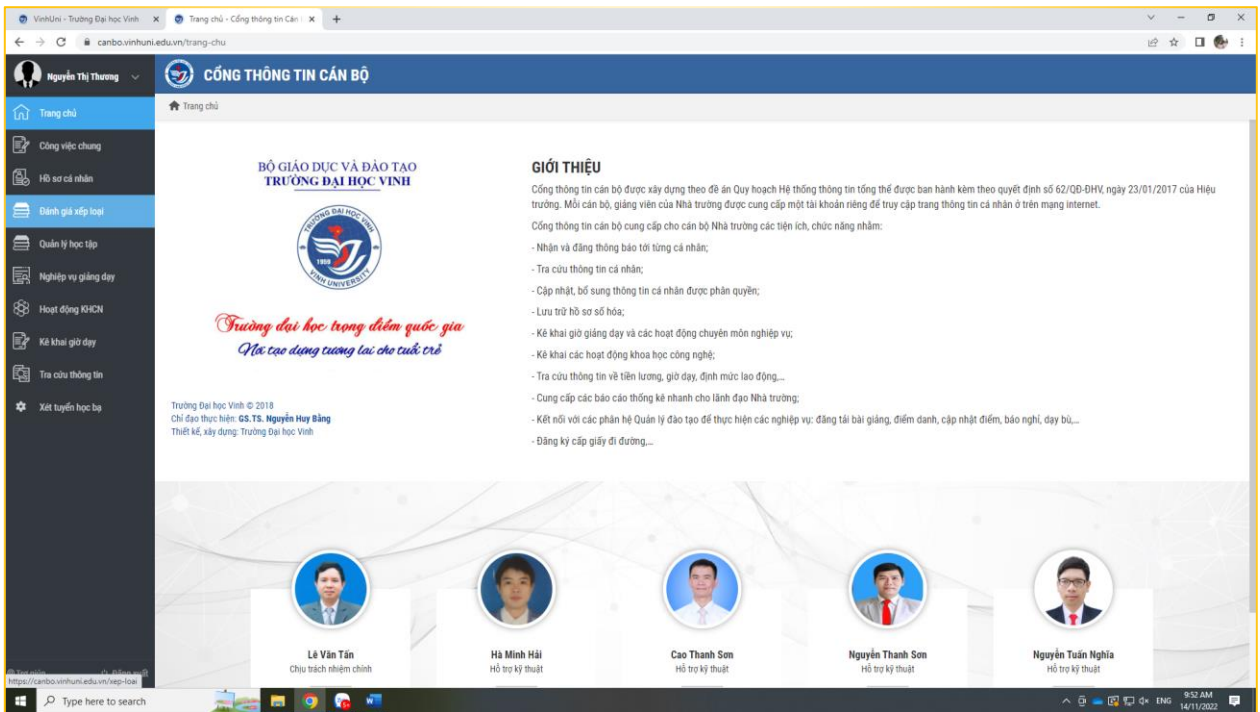 VinhUni - Trường Đại học Vinh
Trang chủ - Cổng thông tin Cán
canbo.vinhuni.edu.vn/trang-chu
Nguyễn Thị Thương
CỔNG THÔNG TIN CÁN BỘ
Trang chủ
Trang chủ
Công việc chung
Hồ sơ cá nhân
Đánh giá xếp loại
Quản lý học tập
Nghiệp vụ giảng dạy
Hoạt động KHCN
Kê khai giờ dạy
Tra cứu thông tin
Xét tuyển học bạ
BỘ GIÁO DỤC VÀ ĐÀO TẠO
TRƯỜNG ĐẠI HỌC VINH
TRƯỜNG ĐẠI HỌC VINH
1959
VINH UNIVERSITY
Trường đại học trọng điểm quốc gia
Nơi tạo dựng tương lai cho tuổi trẻ
Trường Đại học Vinh © 2018
Chỉ đạo thực hiện: GS.TS. Nguyễn Huy Bằng
Thiết kế, xây dựng: Trường Đại học Vinh
GIỚI THIỆU
Cổng thông tin cán bộ được xây dựng theo đề án Quy hoạch Hệ thống thông tin tổng thể được ban hành kèm theo quyết định số 62/QĐ-ĐHV, ngày 23/01/2017 của Hiệu
trưởng. Mỗi cán bộ, giảng viên của Nhà trường được cung cấp một tài khoản riêng để truy cập trang thông tin cá nhân ở trên mạng internet.
Cổng thông tin cán bộ cung cấp cho cán bộ Nhà trường các tiện ích, chức năng nhằm:
- Nhận và đăng thông báo tới từng cá nhân;
- Tra cứu thông tin cá nhân;
- Cập nhật, bổ sung thông tin cá nhân được phân quyền;
- Lưu trữ hồ sơ số hóa;
- Kê khai giờ giảng dạy và các hoạt động chuyên môn nghiệp vụ;
- Kê khai các hoạt động khoa học công nghệ;
- Tra cứu thông tin về tiền lương, giờ dạy, định mức lao động,...
- Cung cấp các báo cáo thống kê nhanh cho lãnh đạo Nhà trường;
- Kết nối với các phân hệ Quản lý đào tạo để thực hiện các nghiệp vụ: đăng tải bài giảng, điểm danh, cập nhật điểm, báo nghỉ, dạy bù,...
- Đăng ký cấp giấy đi đường,...
Lê Văn Tấn
Chịu trách nhiệm chính
Hà Minh Hải
Hỗ trợ kỹ thuật
Cao Thanh Sơn
Hỗ trợ kỹ thuật
Nguyễn Thanh Sơn
Hỗ trợ kỹ thuật
Nguyễn Tuấn Nghĩa
Hỗ trợ kỹ thuật
Đăng xuất
https://canbo.vinhuni.edu.vn/xep-loai
Type here to search
ENG
9:52 AM
14/11/2022